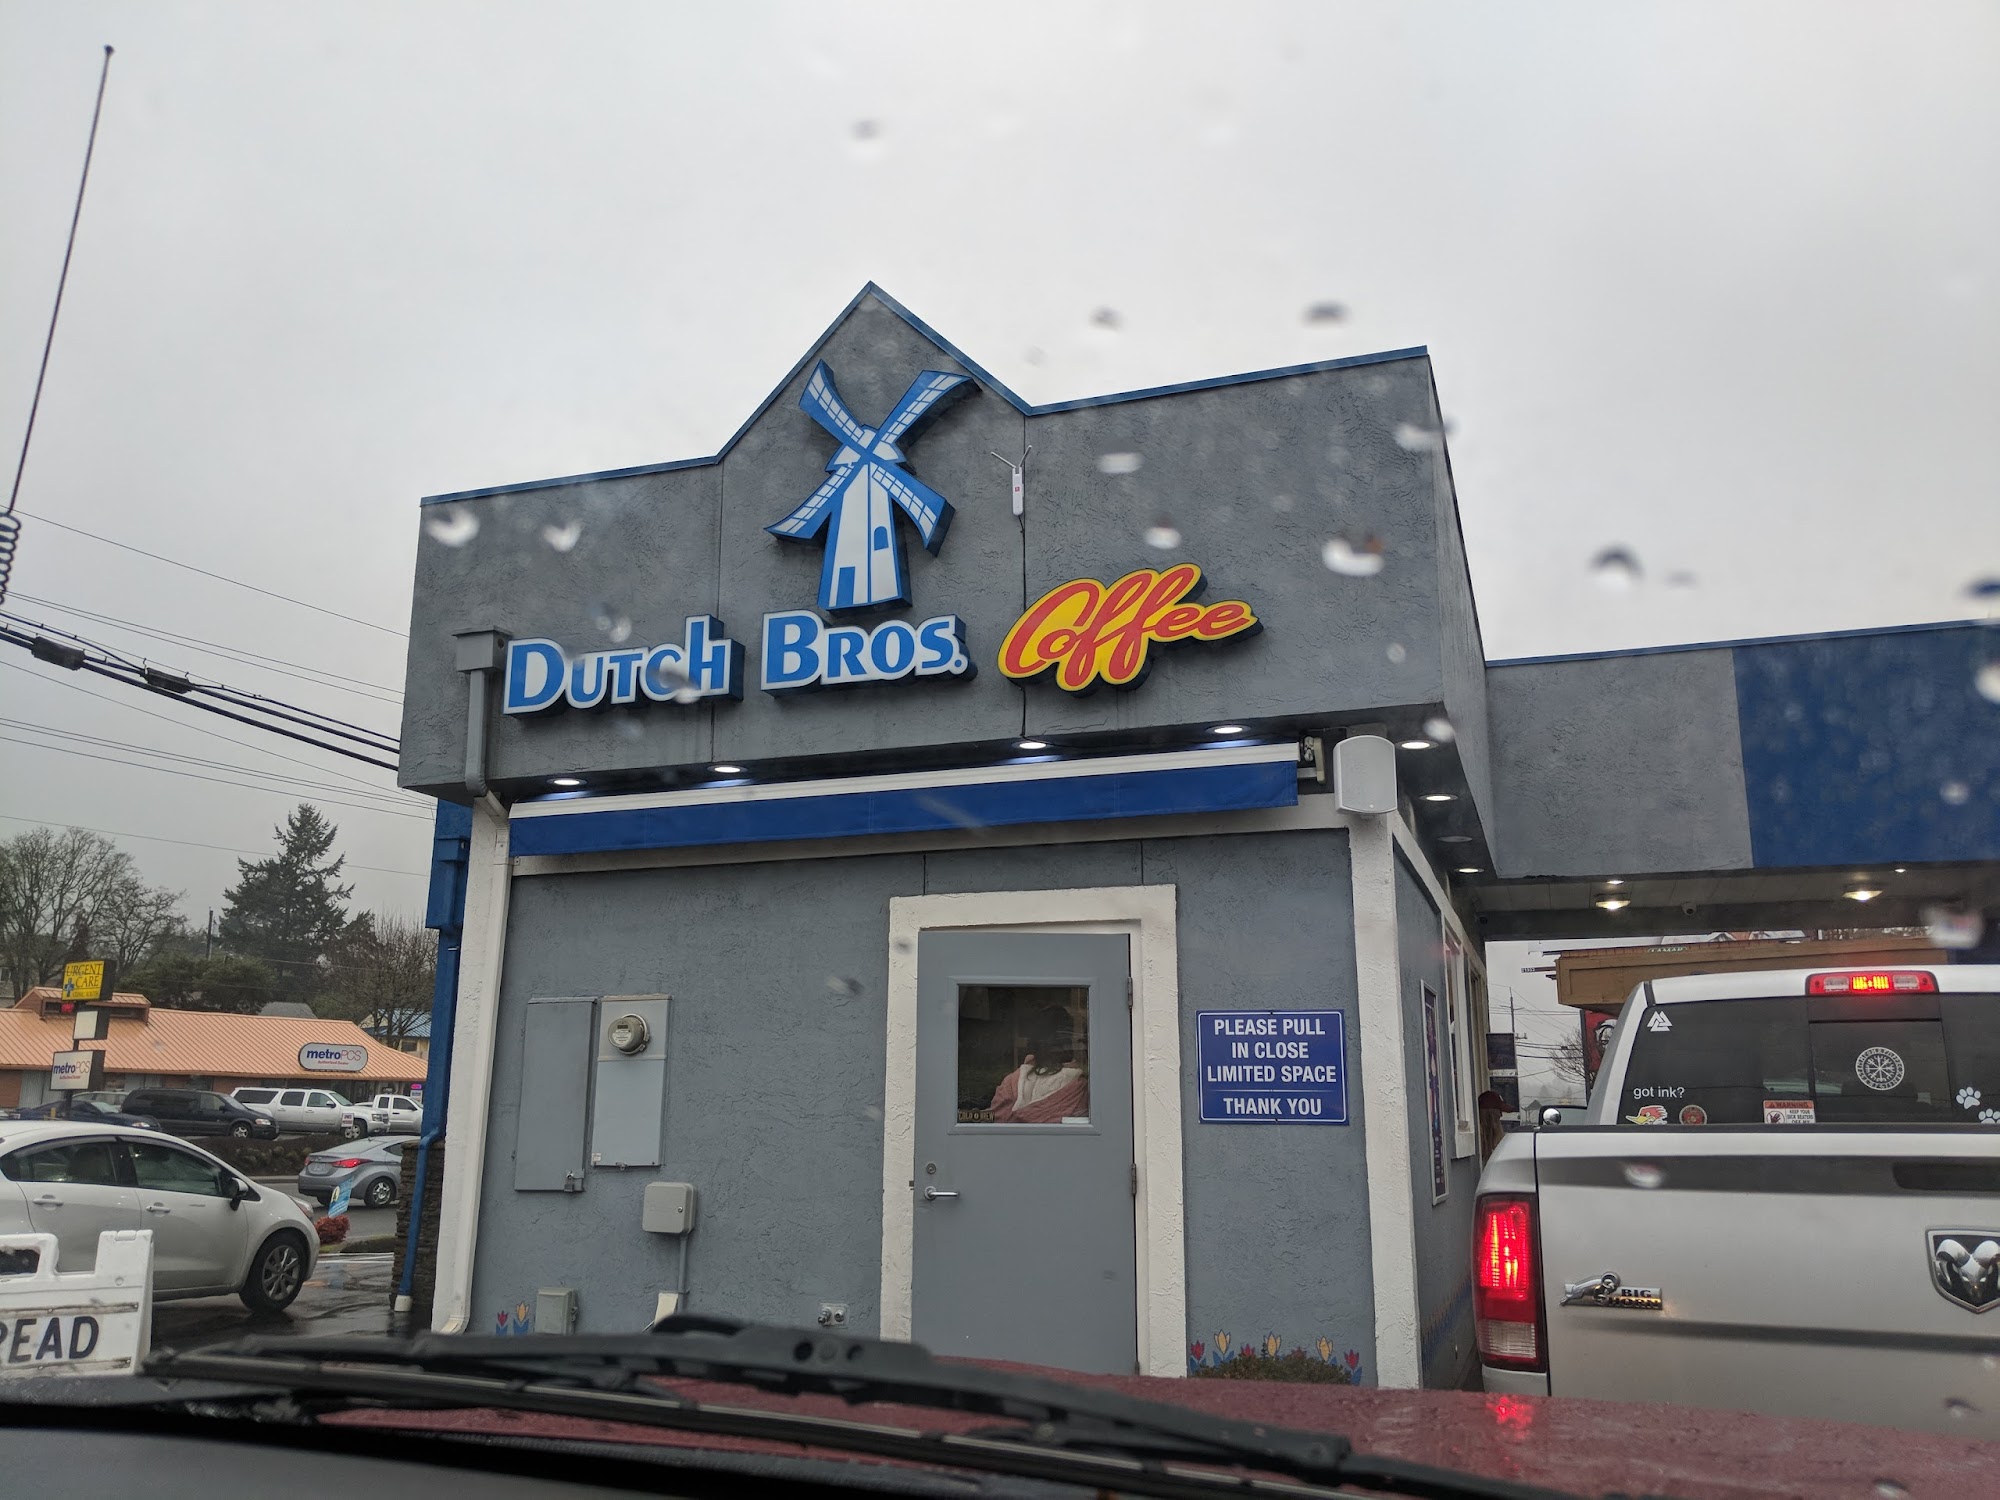 DUTCH BROS. Coffee
PLEASE PULL
IN CLOSE
LIMITED SPACE
THANK YOU
URGENT
CARE
metroPCS
metroPCS
got ink?
WARNING
BIG
HORN
READ